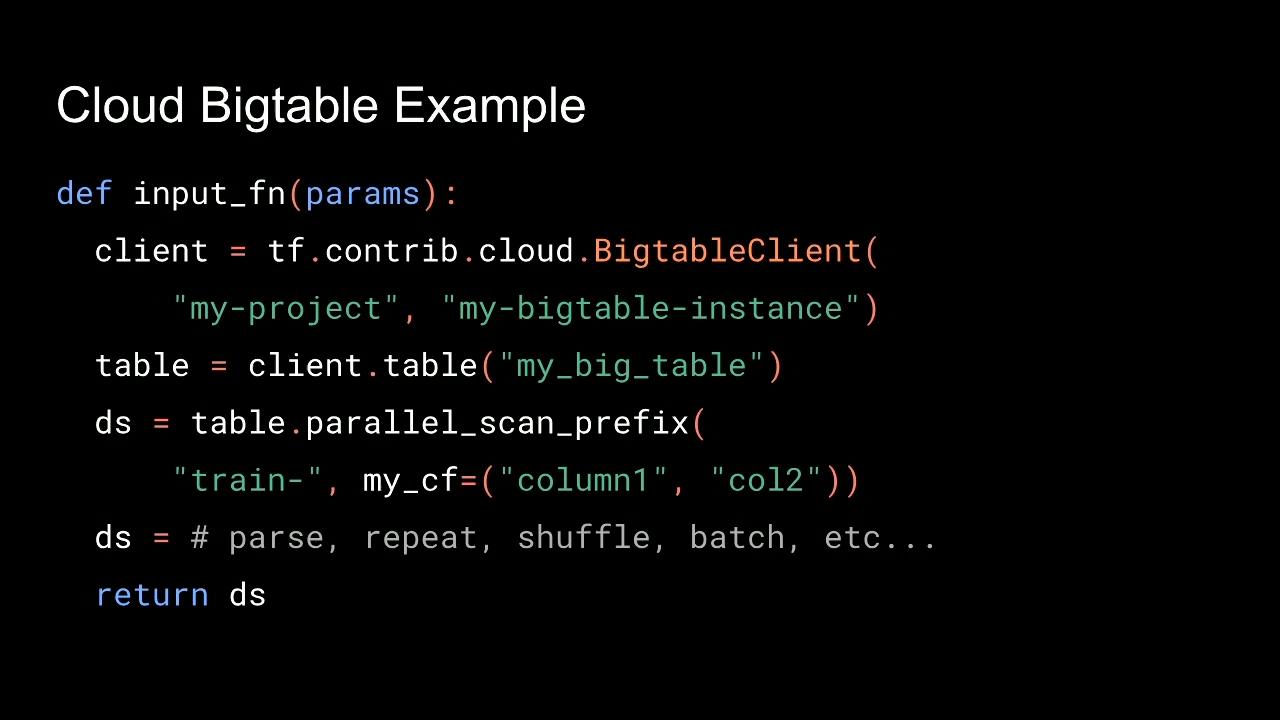 Cloud Bigtable Example
def input_fn(params):
client = tf.contrib.cloud.BigtableClient(
"my-project", "my-bigtable-instance")
table = client.table("my_big_table")
ds = table.parallel_scan_prefix(
"train-", my_cf=("column1", "col2"))
ds = # parse, repeat, shuffle, batch, etc...
return ds